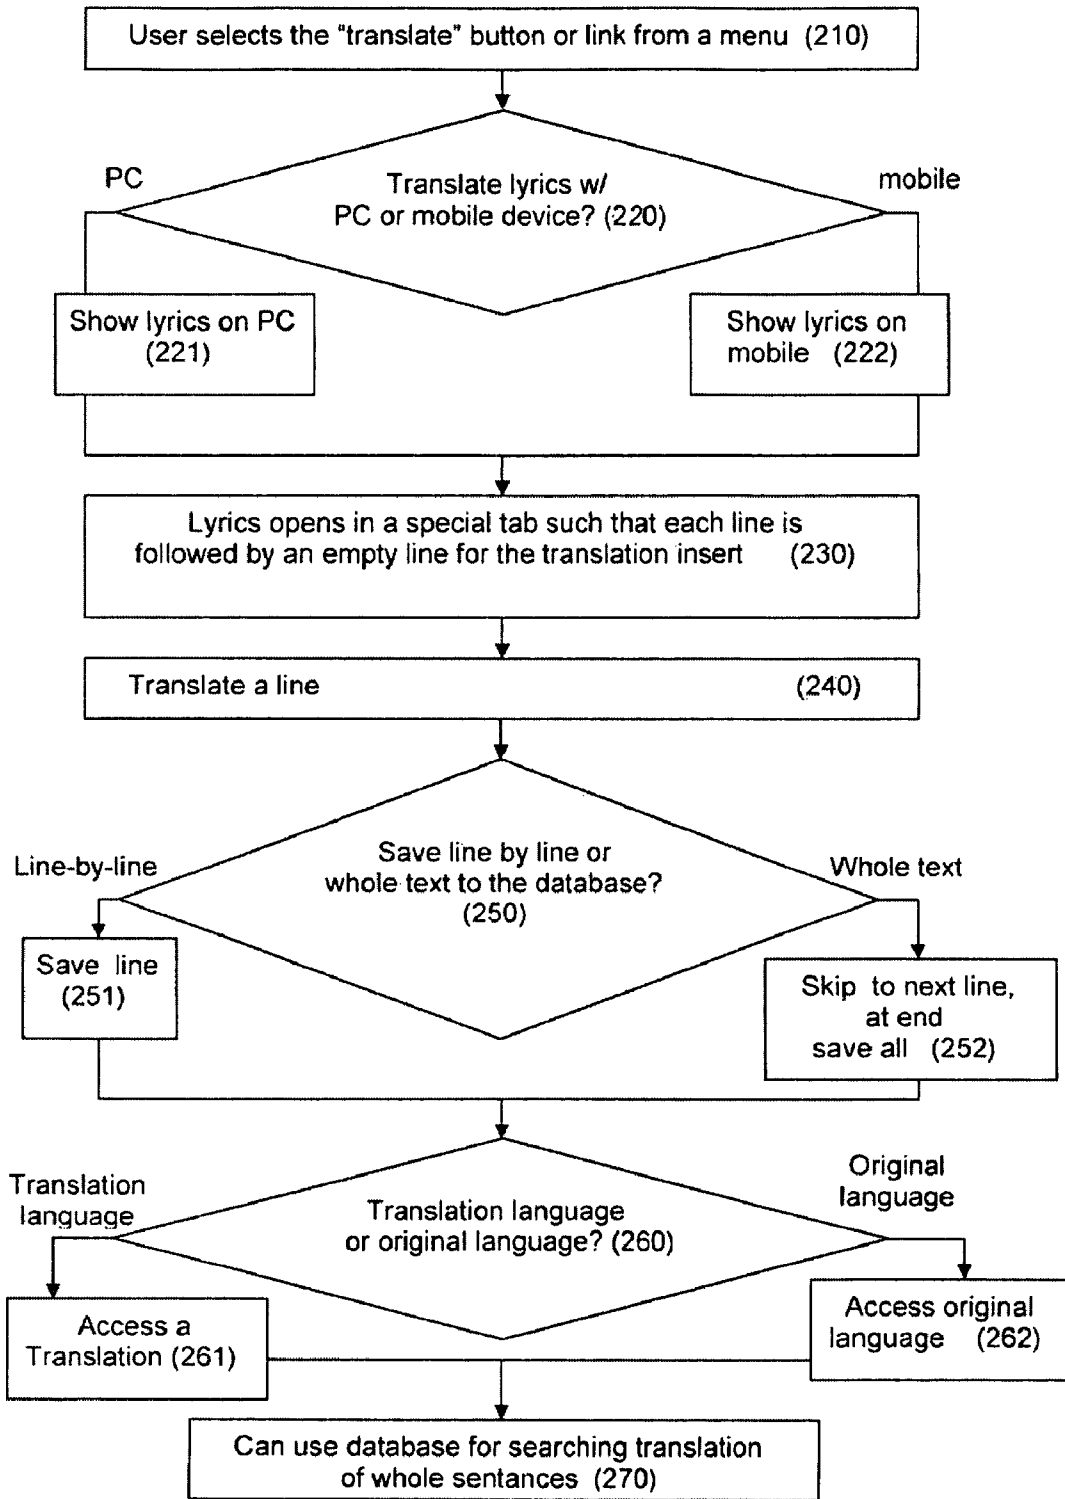 User selects the "translate" button or link from a menu (210)
PC
mobile
Translate lyrics w/
PC or mobile device? (220)
Show lyrics on PC
(221)
Show lyrics on
mobile (222)
Lyrics opens in a special tab such that each line is
followed by an empty line for the translation insert (230)
Translate a line (240)
Line-by-line
Save line by line or
whole text to the database?
(250)
Whole text
Save line
(251)
Skip to next line,
at end
save all (252)
Translation
language
Translation language
or original language? (260)
Original
language
Access a
Translation (261)
Access original
language (262)
Can use database for searching translation
of whole sentances (270)